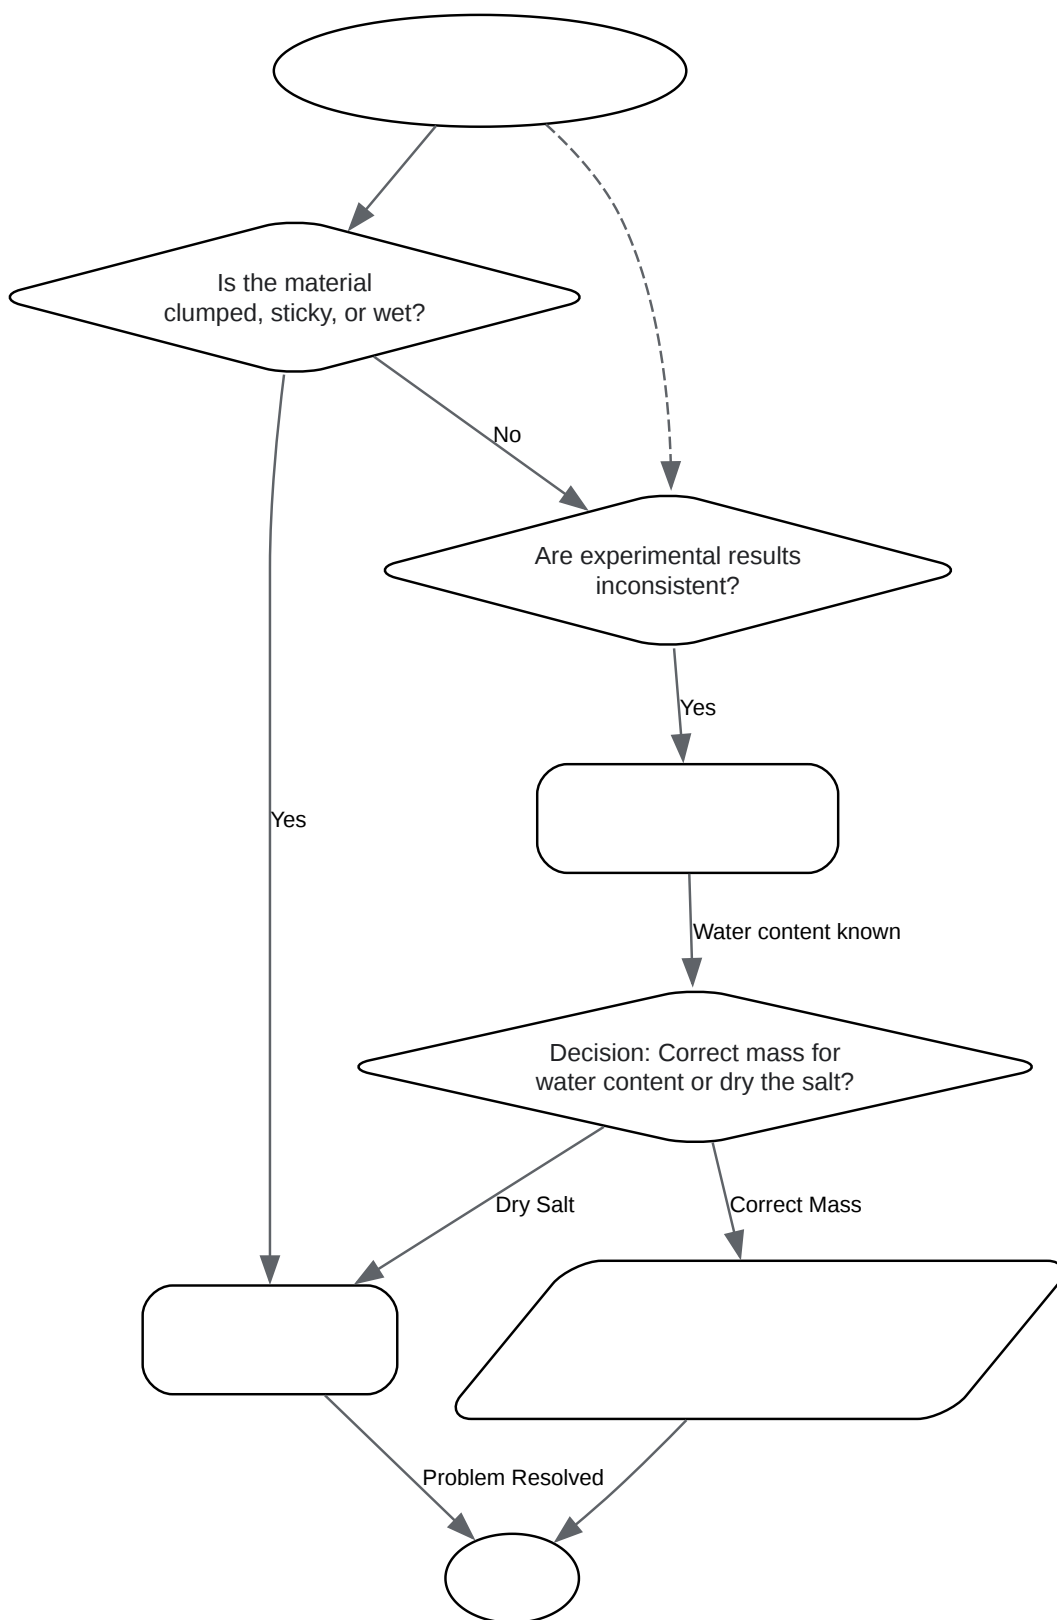 Is the material
clumped, sticky, or wet?
No
Are experimental results
inconsistent?
Yes
Yes
Water content known
Decision: Correct mass for
water content or dry the salt?
Dry Salt
Correct Mass
Problem Resolved